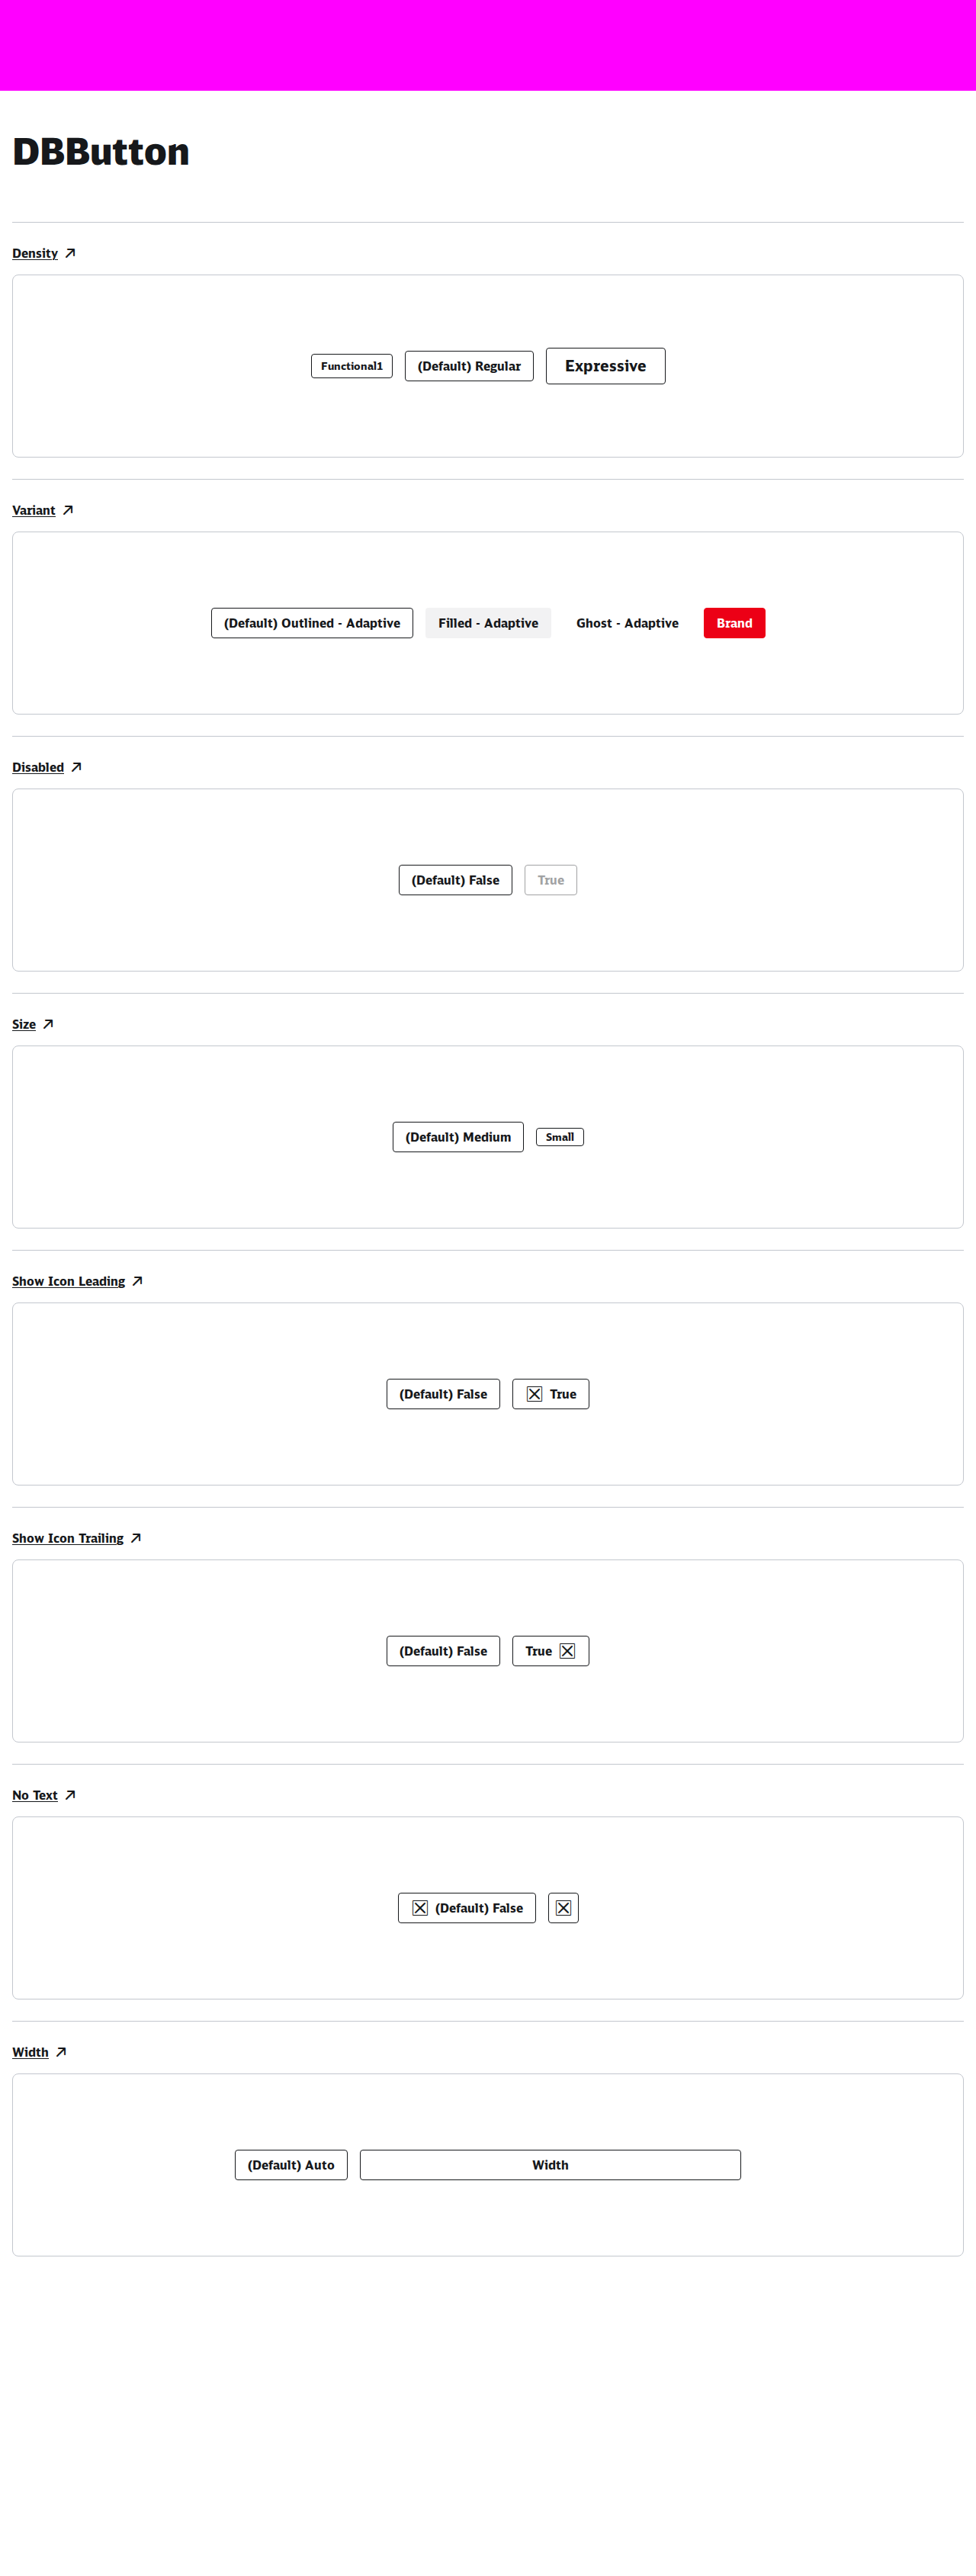 DBButton
Density
Functional1 (Default) Regular Expressive
Variant
(Default) Outlined - Adaptive Filled - Adaptive Ghost - Adaptive Brand
Disabled
(Default) False True
Size
(Default) Medium Small
Show Icon Leading
(Default) False True
Show Icon Trailing
(Default) False True
No Text
(Default) False
Width
(Default) Auto Width